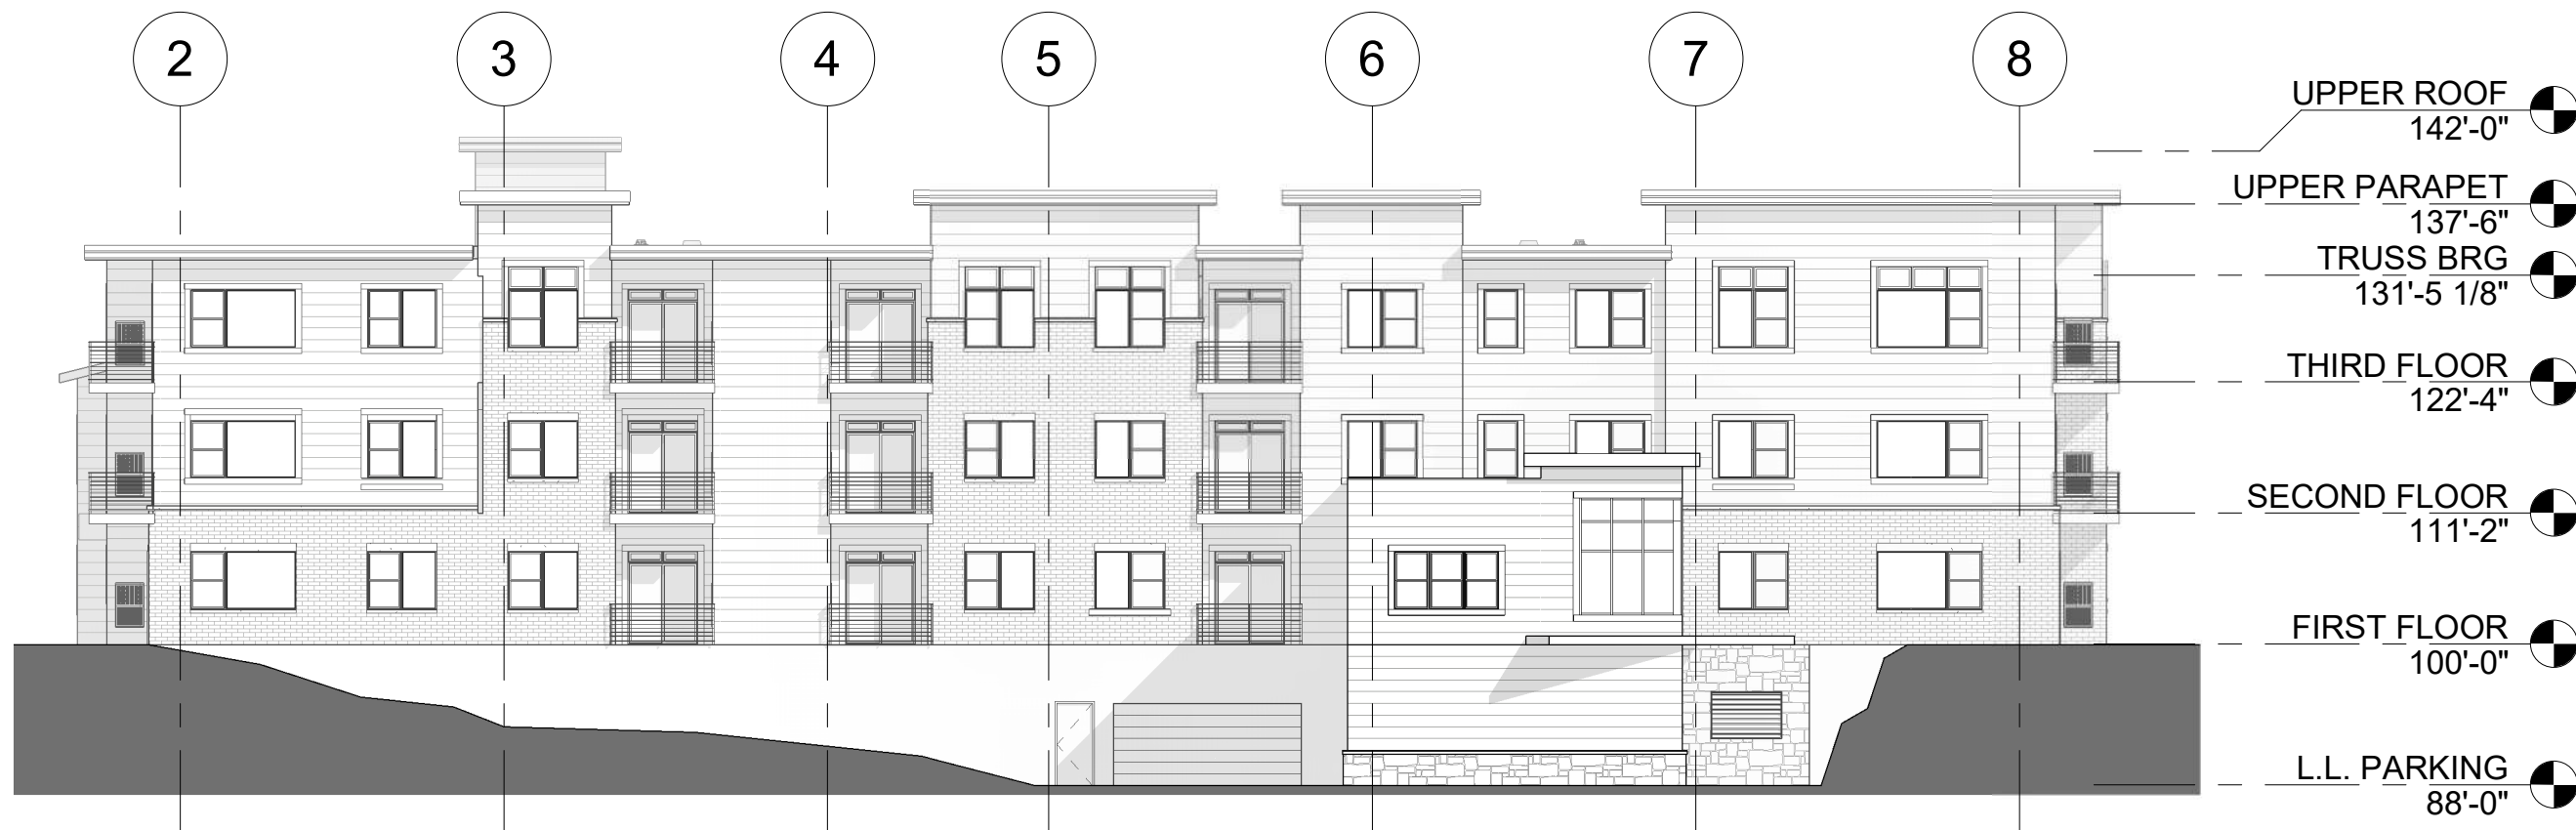 2 3 4 5 6 7 8
UPPER ROOF
142'-0"
UPPER PARAPET
137'-6"
TRUSS BRG
131'-5 1/8"
THIRD FLOOR
122'-4"
SECOND FLOOR
111'-2"
FIRST FLOOR
100'-0"
L.L. PARKING
88'-0"